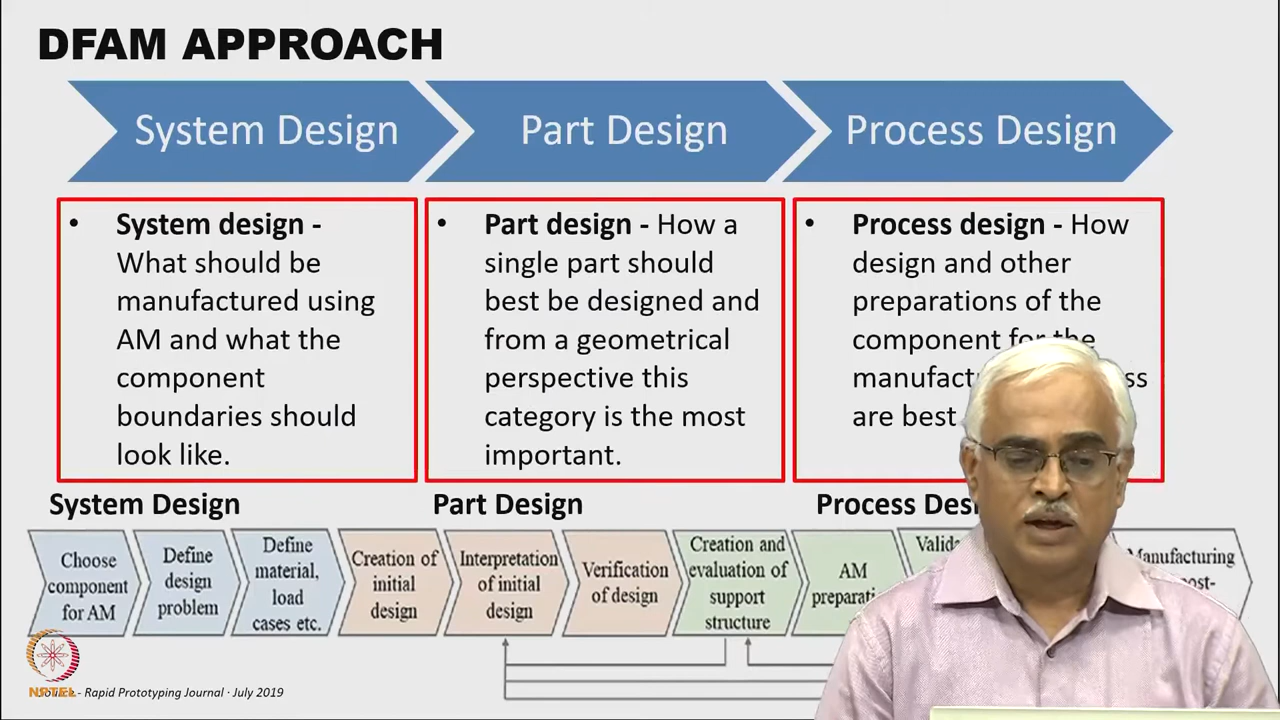 DFAM APPROACH
System Design
Part Design
Process Design
• System design -
What should be
manufactured using
AM and what the
component
boundaries should
look like.
• Part design - How a
single part should
best be designed and
from a geometrical
perspective this
category is the most
important.
• Process design - How
design and other
preparations of the
component for the
are best
System Design
Part Design
Process
Choose
component
for AM
Define
design
problem
Define
material,
load
cases etc.
Creation of
initial
design
Interpretation
of initial
design
Verification
of design
Creation and
evaluation of
support
structure
AM
Manufacturing
NPTEL
- Rapid Prototyping Journal · July 2019